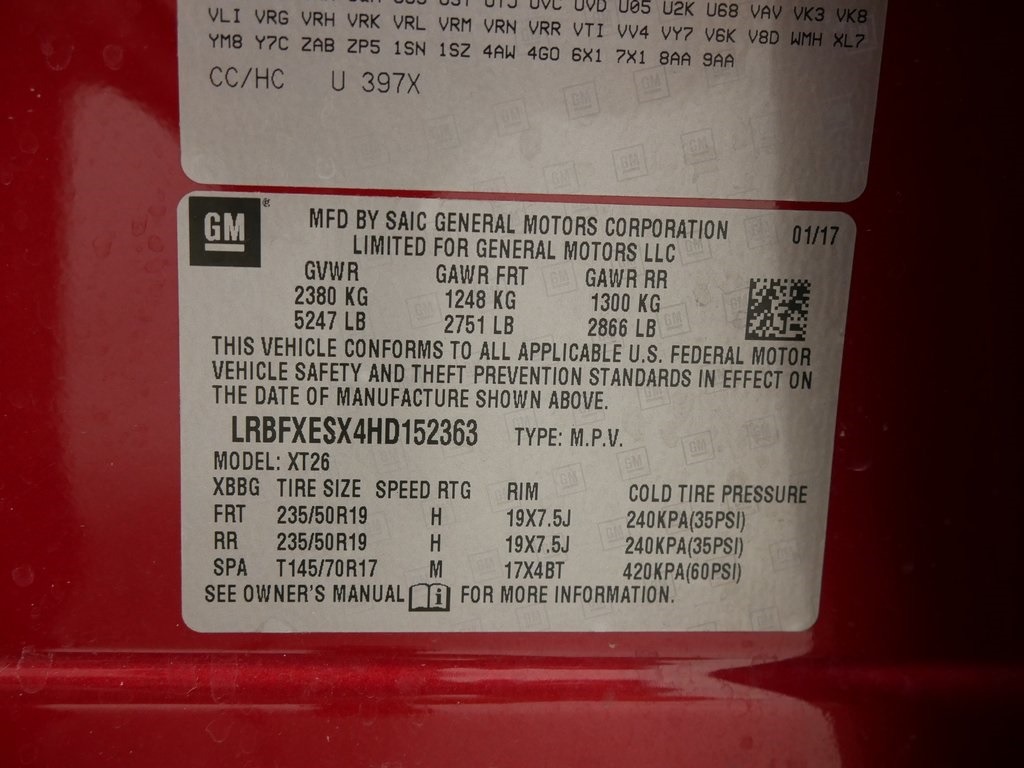 U05 U2K U68 VAV VK3 VK8
VLI VRG VRH VRK VRL VRM VRN VRR VTI VV4 VY7 V6K V8D WMH XL7
YM8 Y7C ZAB ZP5 1SN 1SZ 4AW 4GO 6X1 7X1 8AA 9AA
CC/HC U 397X
GM ®
MFD BY SAIC GENERAL MOTORS CORPORATION 01/17
LIMITED FOR GENERAL MOTORS LLC
GVWR GAWR FRT GAWR RR
2380 KG 1248 KG 1300 KG
5247 LB 2751 LB 2866 LB
THIS VEHICLE CONFORMS TO ALL APPLICABLE U.S. FEDERAL MOTOR
VEHICLE SAFETY AND THEFT PREVENTION STANDARDS IN EFFECT ON
THE DATE OF MANUFACTURE SHOWN ABOVE.
LRBFXESX4HD152363 TYPE: M.P.V.
MODEL: XT26
XBBG TIRE SIZE SPEED RTG RIM COLD TIRE PRESSURE
FRT 235/50R19 H 19X7.5J 240KPA(35PSI)
RR 235/50R19 H 19X7.5J 240KPA(35PSI)
SPA T145/70R17 M 17X4BT 420KPA(60PSI)
SEE OWNER'S MANUAL i FOR MORE INFORMATION.